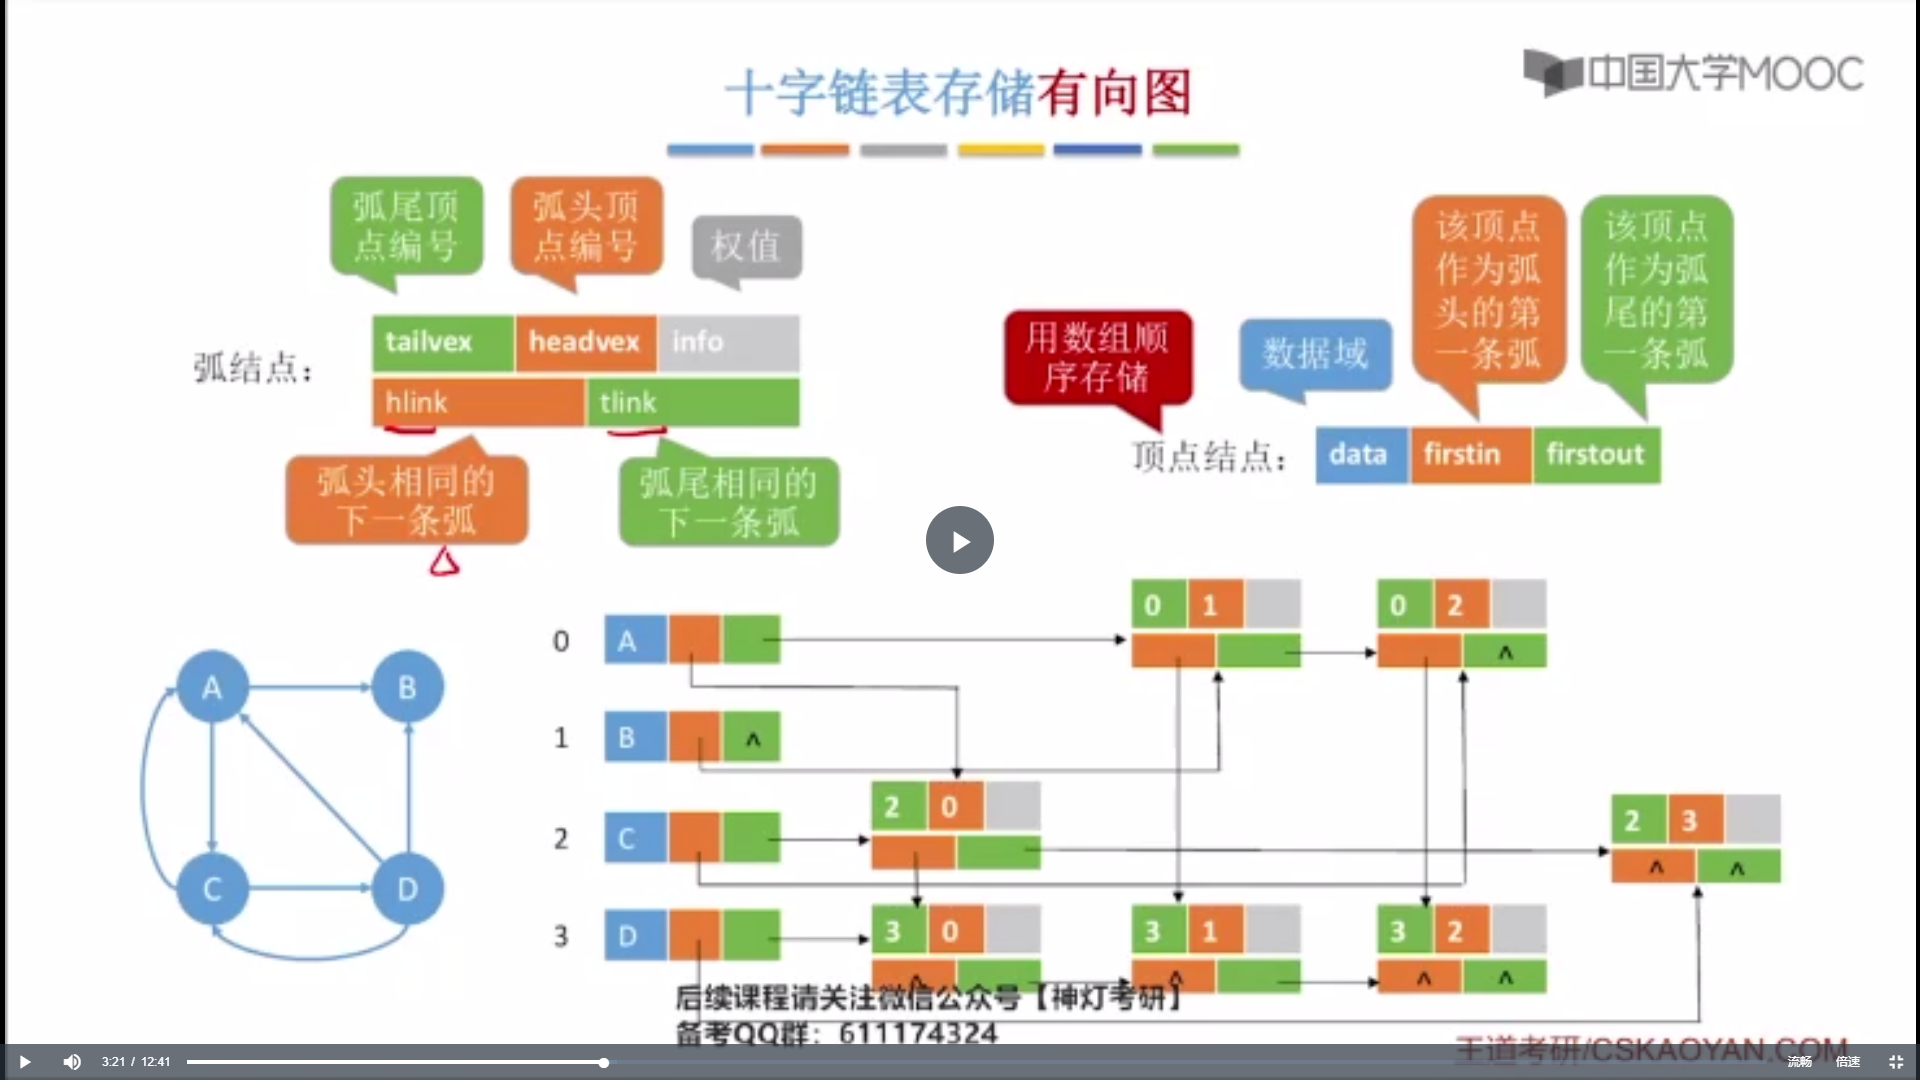 中国大学MOOC
十字链表存储有向图
弧尾顶
点编号
弧头顶
点编号
权值
弧结点：
tailvex headvex info
hlink tlink
弧头相同的
下一条弧
弧尾相同的
下一条弧
用数组顺
序存储
数据域
该顶点
作为弧
头的第
一条弧
该顶点
作为弧
尾的第
一条弧
顶点结点：
data firstin firstout
A B
C D
0 A
0 1
0 2 ^
1 B ^
2 C
2 0
2 3
^ ^
3 D
3 0
^
3 1
^
3 2
^ ^
后续课程请关注微信公众号【神灯考研】
备考QQ群：611174324
王道考研/CSKAOYAN.COM
3:21 / 12:41
流畅 倍速